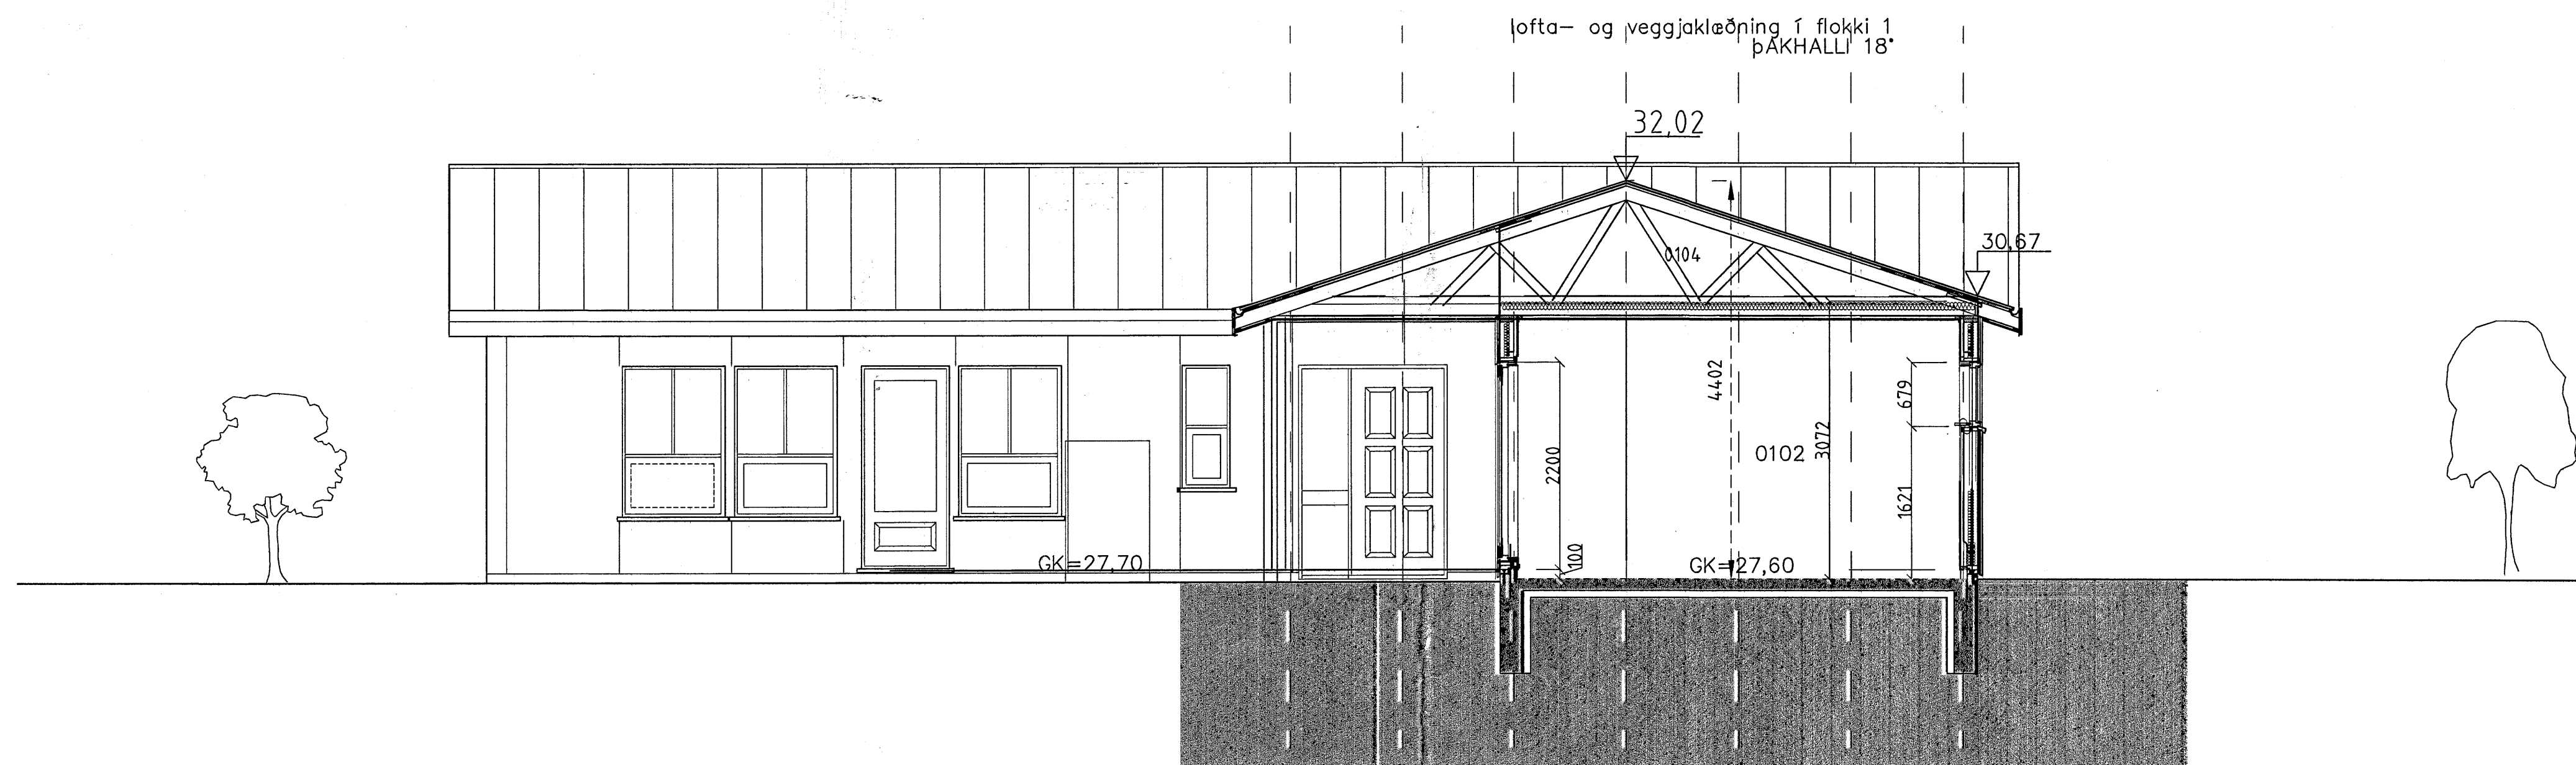 lofta- og veggjaklæðning í flokki 1
ÞAKHALLI 18°
32,02
30,67
0104
4402
679
3072
0102
2200
1621
100
GK=27,70
GK=27,60